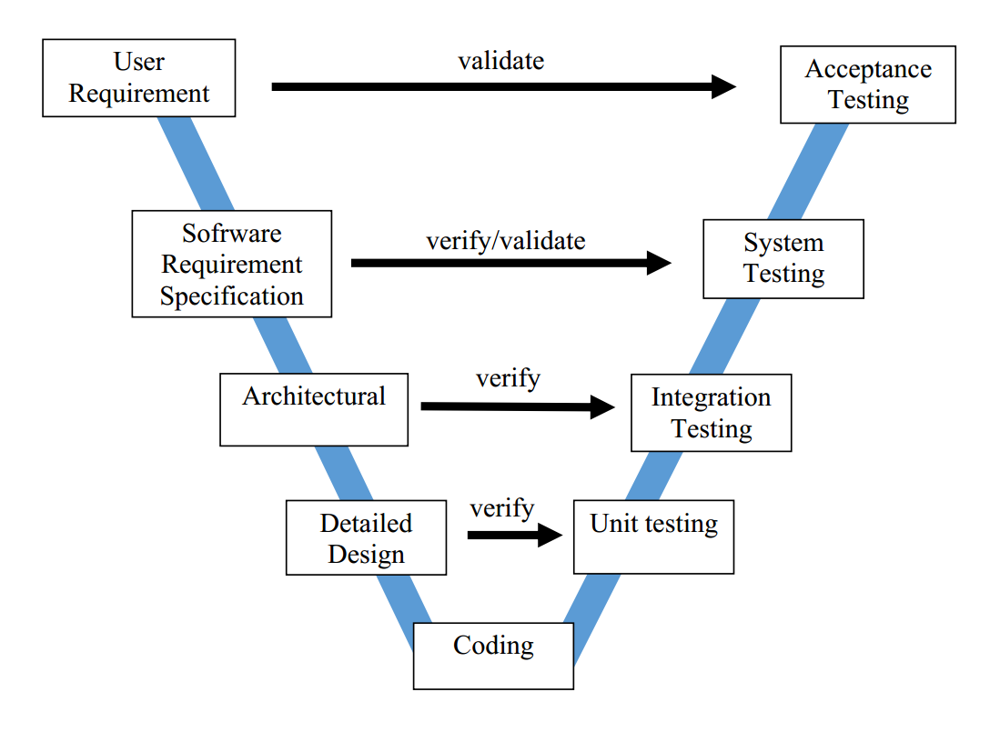 User
Requirement
validate
Acceptance
Testing
Sofrware
Requirement
Specification
verify/validate
System
Testing
Architectural
verify
Integration
Testing
Detailed
Design
verify
Unit testing
Coding